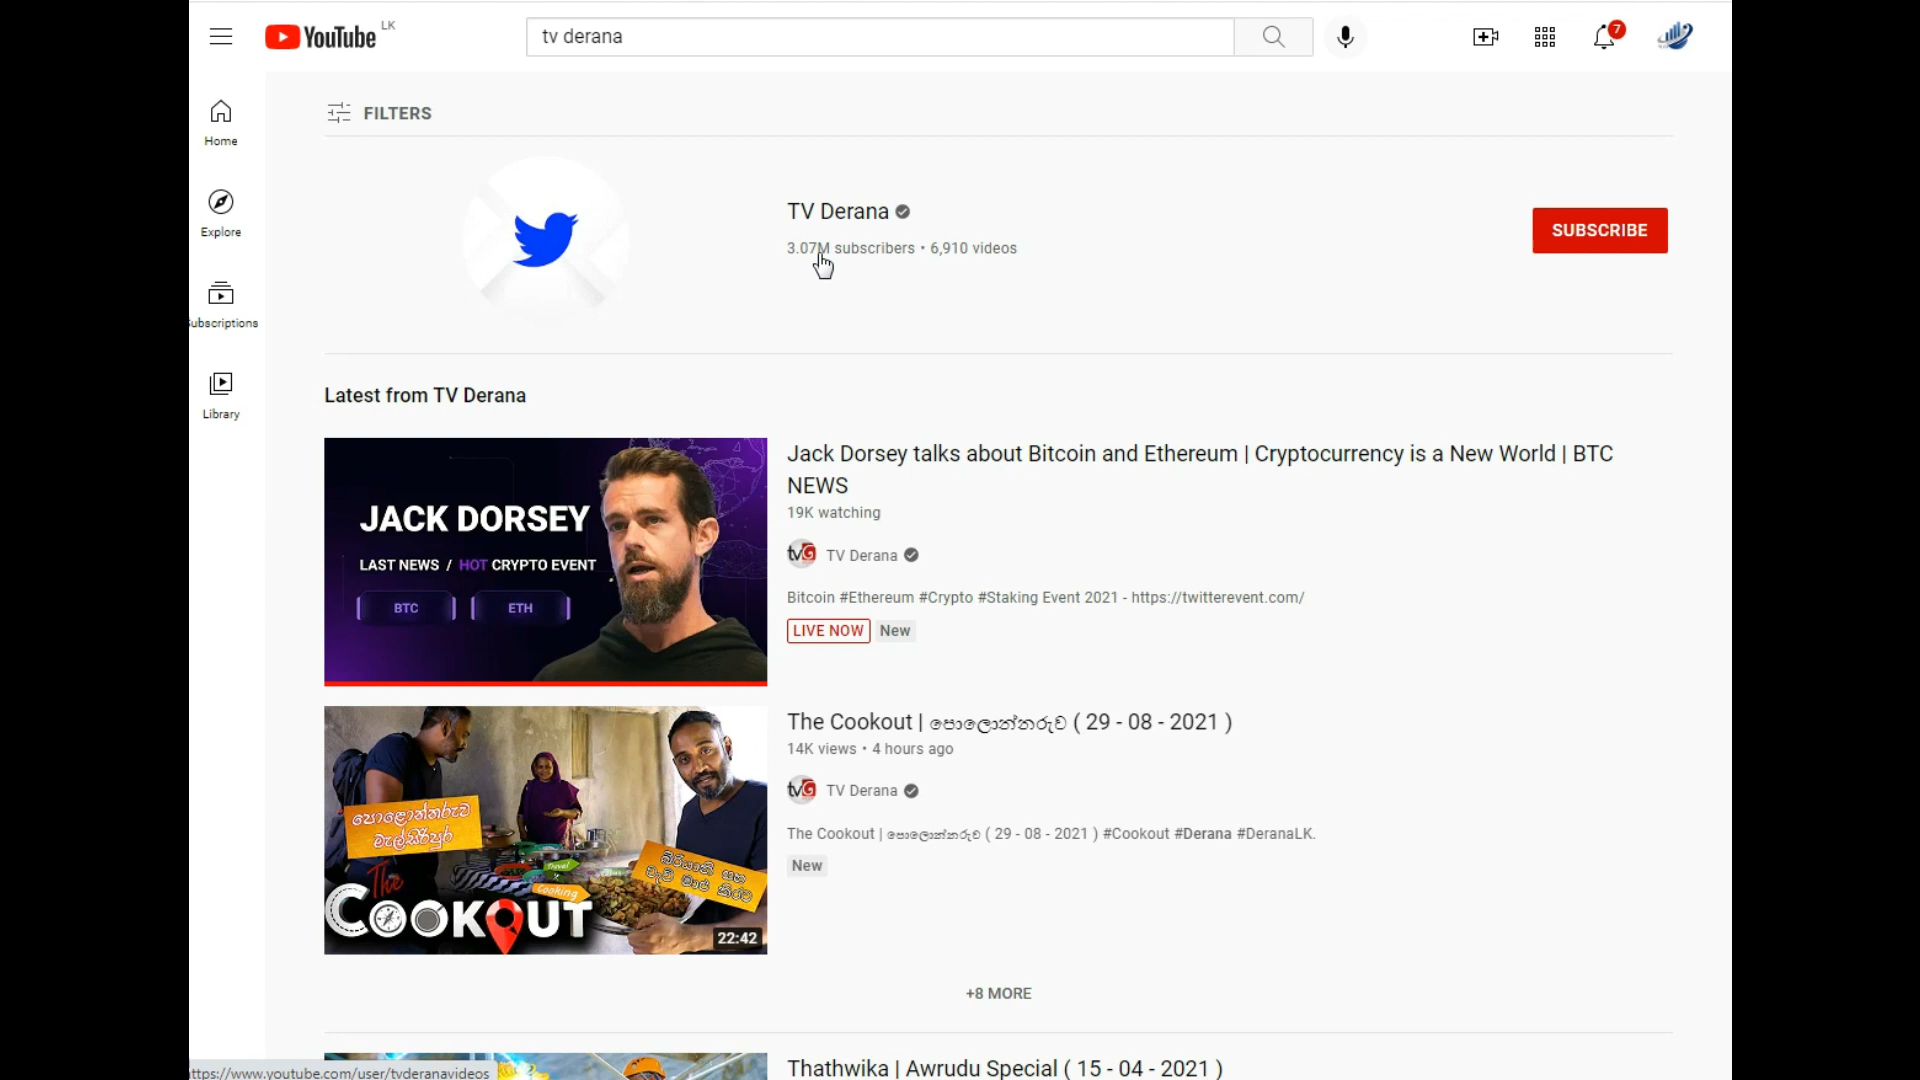 YouTube LK
tv derana
7
Home
Explore
ubscriptions
Library
FILTERS
TV Derana
3.07M subscribers • 6,910 videos
SUBSCRIBE
Latest from TV Derana
JACK DORSEY
LAST NEWS / HOT CRYPTO EVENT
BTC ETH
Jack Dorsey talks about Bitcoin and Ethereum | Cryptocurrency is a New World | BTC
NEWS
19K watching
TV Derana
Bitcoin #Ethereum #Crypto #Staking Event 2021 - https://twitterevent.com/
LIVE NOW New
පොළොන්නරුව
මැල්සිරිපුර
The
COOKOUT
Travel
Cooking
22:42
The Cookout | පොලොන්නරුව ( 29 - 08 - 2021 )
14K views • 4 hours ago
TV Derana
The Cookout | පොලොන්නරුව ( 29 - 08 - 2021 ) #Cookout #Derana #DeranaLK.
New
+8 MORE
Thathwika | Awrudu Special ( 15 - 04 - 2021 )
ttps://www.youtube.com/user/tvderanavideos